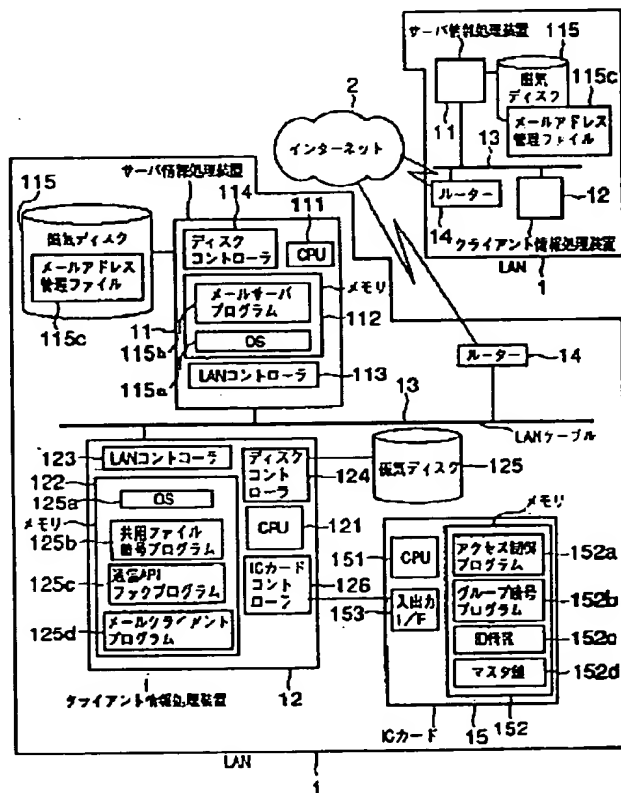 サーバ情報処理装置
115
115c
磁気
ディスク
メールアドレス
管理ファイル
11
13
2
インターネット
ルーター
14
12
クライアント情報処理装置
LAN
1
サーバ情報処理装置
115
114
111
磁気ディスク
メールアドレス
管理ファイル
115c
ディスク
コントローラ
CPU
メモリ
メールサーバ
プログラム
11
112
115b
OS
115a
LANコントローラ
113
ルーター
14
13
LANケーブル
123
LANコントローラ
ディスク
コント
ローラ
124
磁気ディスク
125
122
125a
OS
メモリ
CPU
121
125b
共用ファイル
暗号プログラム
125c
通信API
フックプログラム
ICカード
コント
ローラ
126
125d
メールクライアント
プログラム
クライアント情報処理装置
12
メモリ
151
CPU
アクセス制御
プログラム
152a
入出力
I/F
153
グループ暗号
プログラム
152b
ID情報
152c
マスタ鍵
152d
ICカード
15
152
LAN
1